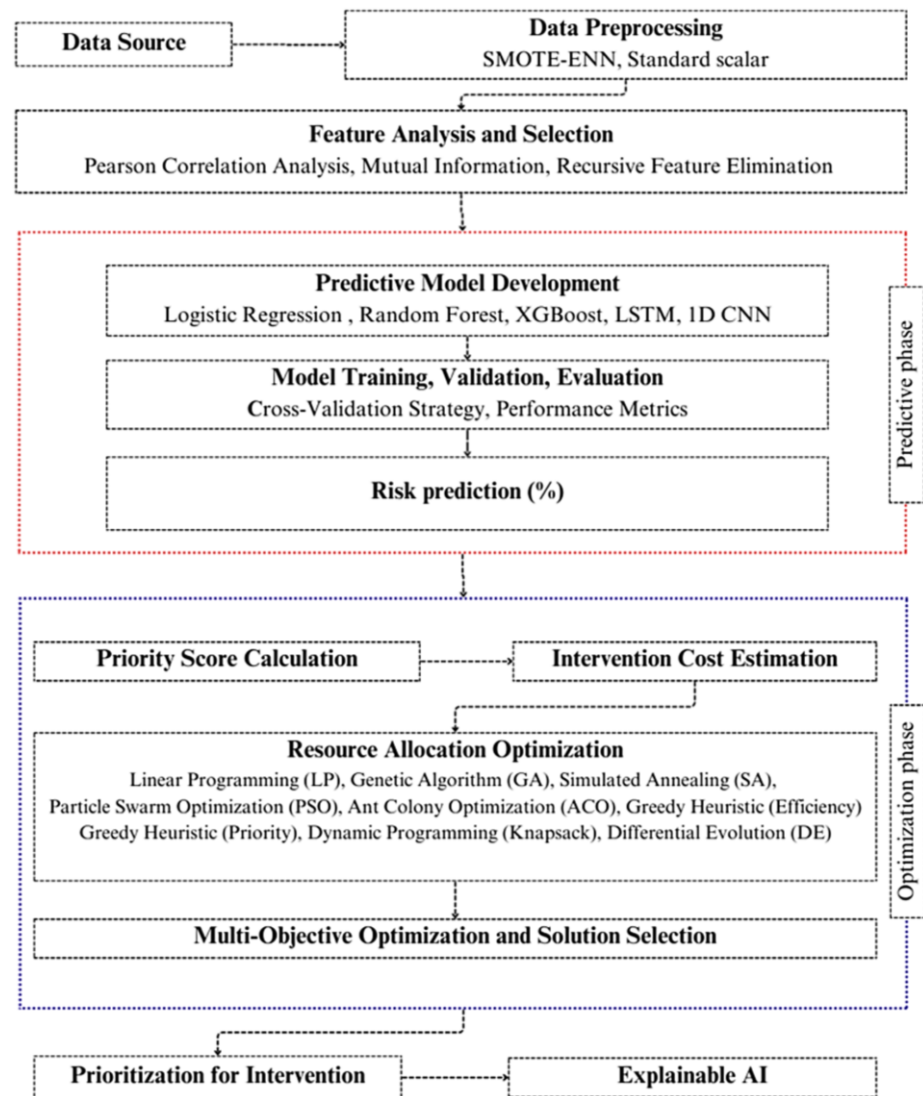 Data Source
Data Preprocessing
SMOTE-ENN, Standard scalar
Feature Analysis and Selection
Pearson Correlation Analysis, Mutual Information, Recursive Feature Elimination
Predictive Model Development
Logistic Regression , Random Forest, XGBoost, LSTM, 1D CNN
Model Training, Validation, Evaluation
Cross-Validation Strategy, Performance Metrics
Risk prediction (%)
Predictive phase
Priority Score Calculation
Intervention Cost Estimation
Resource Allocation Optimization
Linear Programming (LP), Genetic Algorithm (GA), Simulated Annealing (SA),
Particle Swarm Optimization (PSO), Ant Colony Optimization (ACO), Greedy Heuristic (Efficiency)
Greedy Heuristic (Priority), Dynamic Programming (Knapsack), Differential Evolution (DE)
Multi-Objective Optimization and Solution Selection
Optimization phase
Prioritization for Intervention
Explainable AI